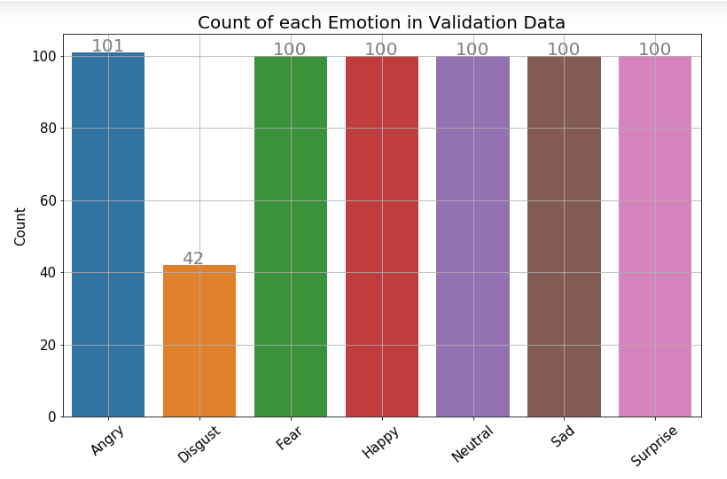 Count of each Emotion in Validation Data
101
42
100
100
100
100
100
100
80
60
40
20
0
Count
Angry
Disgust
Fear
Happy
Neutral
Sad
Surprise